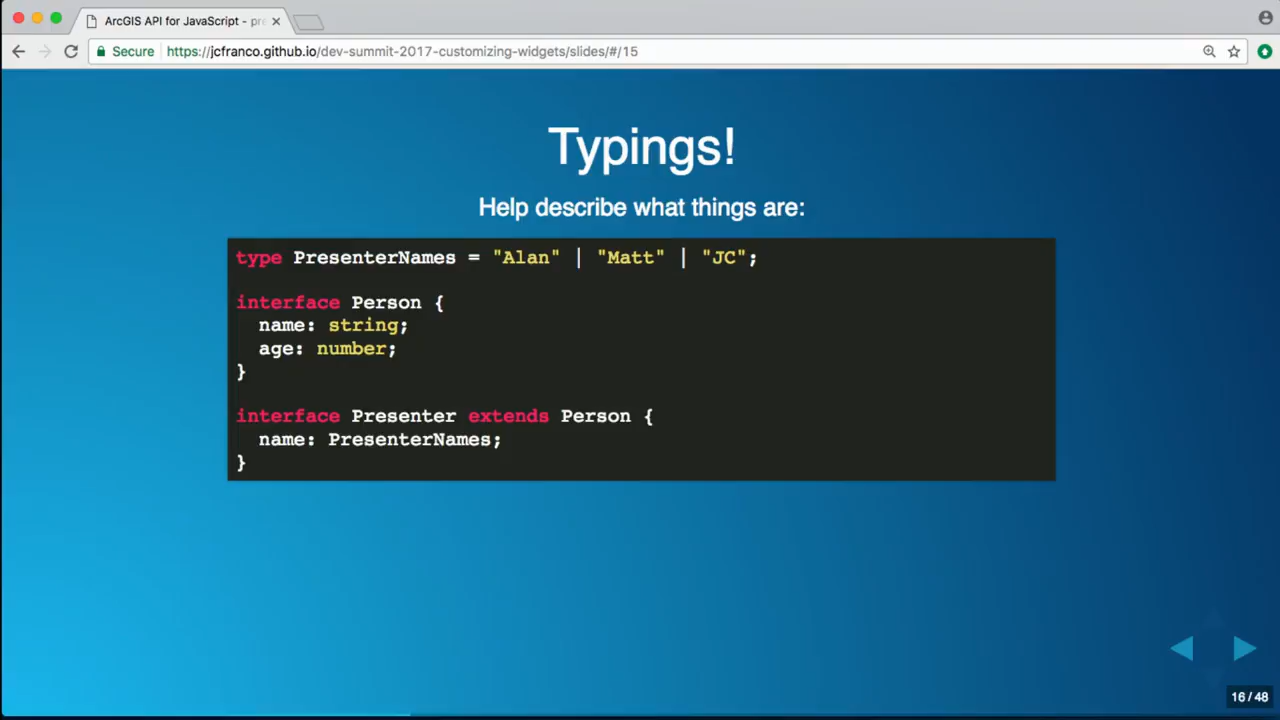 ArcGIS API for JavaScript - pre
Secure https://jcfranco.github.io/dev-summit-2017-customizing-widgets/slides/#/15
Typings!
Help describe what things are:
type PresenterNames = "Alan" | "Matt" | "JC";
interface Person {
name: string;
age: number;
}
interface Presenter extends Person {
name: PresenterNames;
}
16 / 48